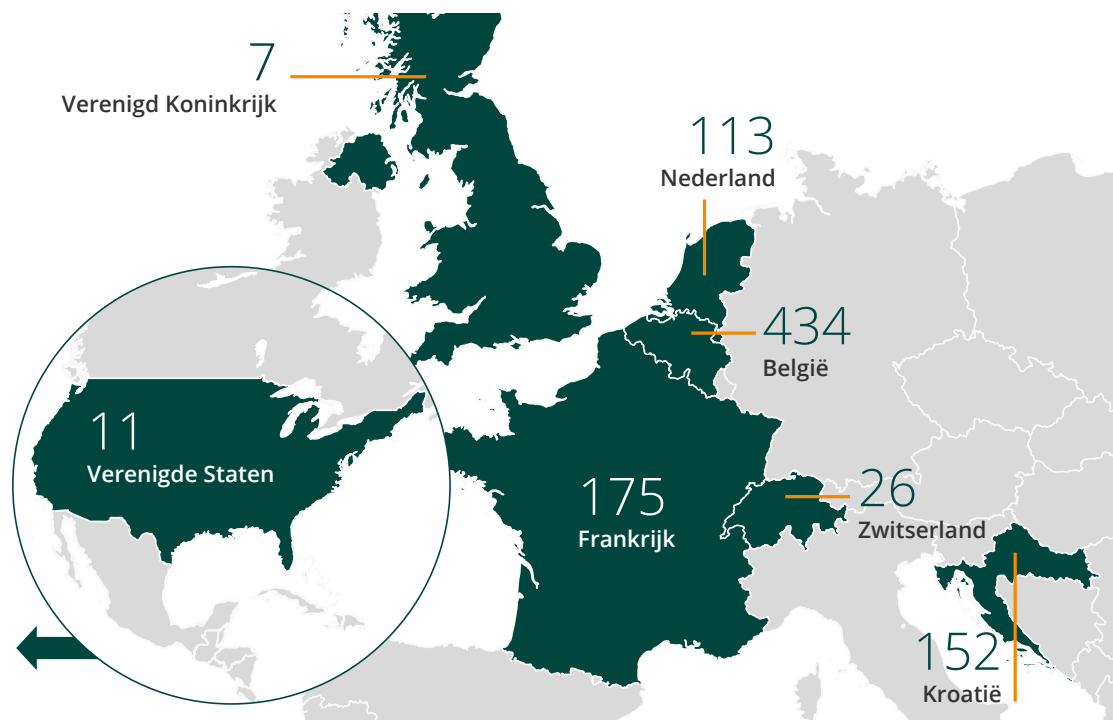 7
Verenigd Koninkrijk
113
Nederland
434
België
11
Verenigde Staten
175
Frankrijk
26
Zwitserland
152
Kroatië